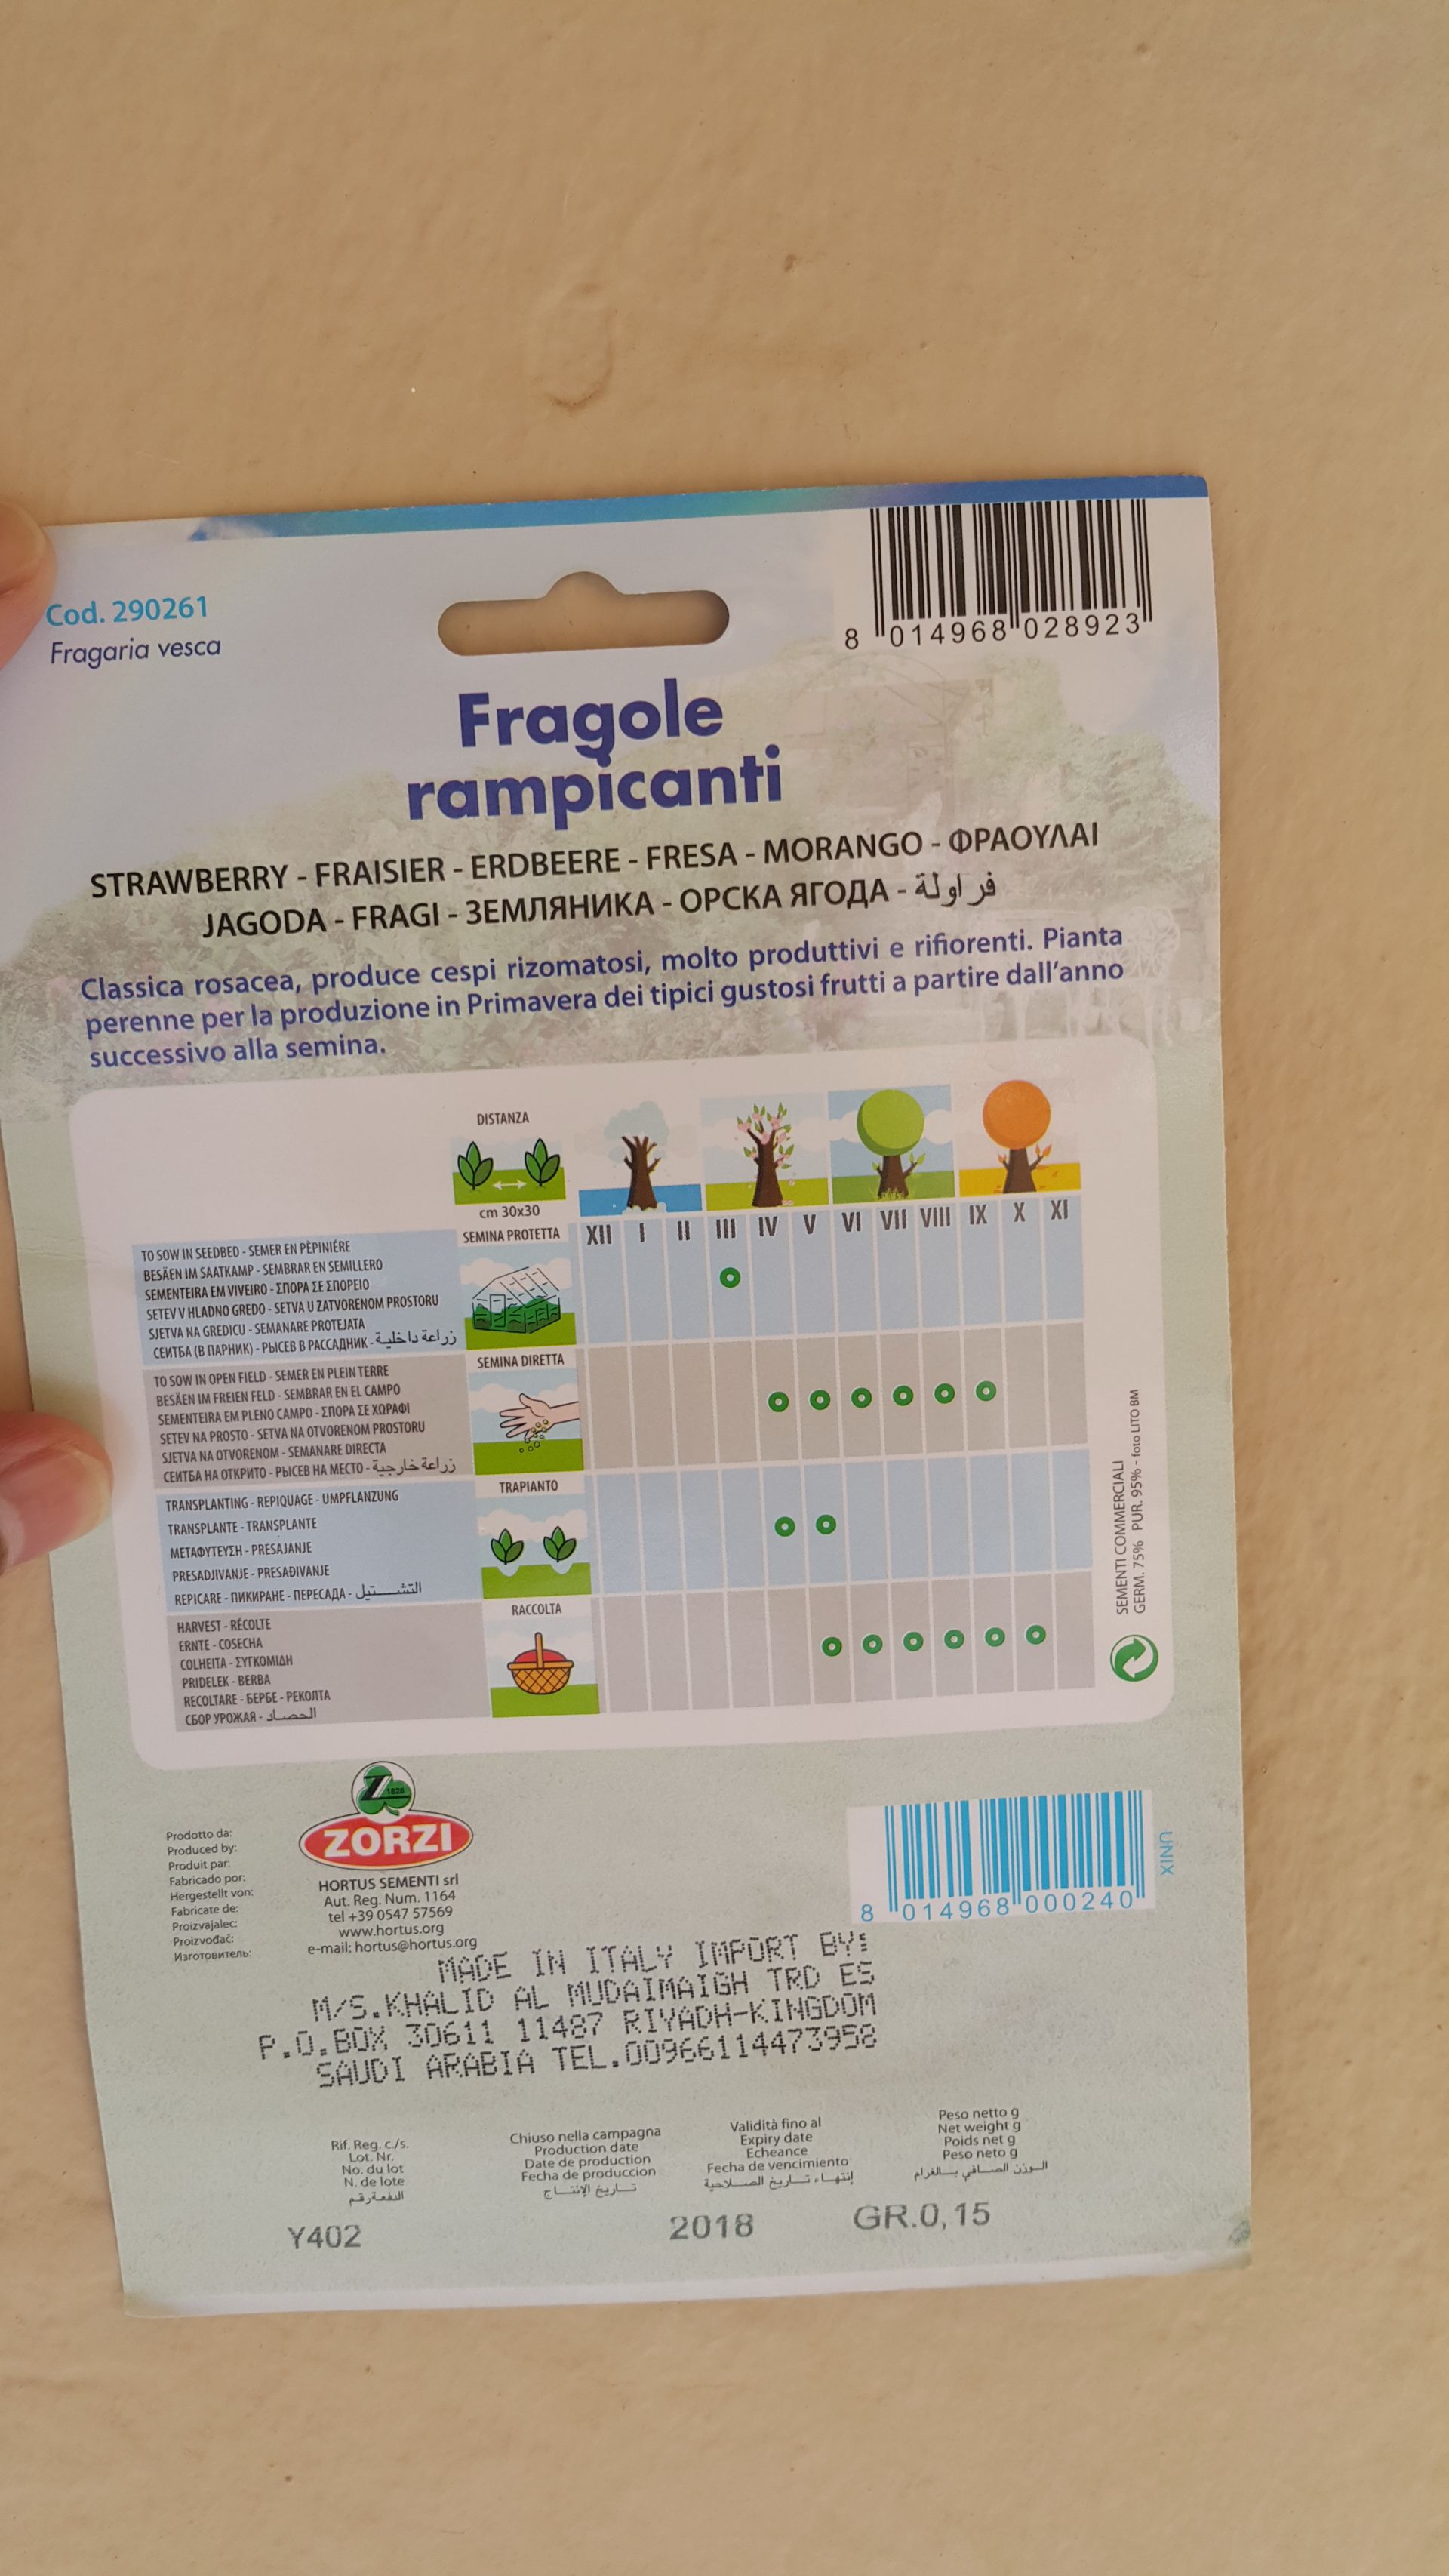 8 014968 028923
Cod. 290261
Fragaria vesca
Fragole
rampicanti
STRAWBERRY - FRAISIER - ERDBEERE - FRESA - MORANGO - ΦΡΑΟΥΛΑΙ
JAGODA - FRAGI - ЗЕМЛЯНИКА - ОРСКА ЯГОДА - فراولة
Classica rosacea, produce cespi rizomatosi, molto produttivi e rifiorenti. Pianta
perenne per la produzione in Primavera dei tipici gustosi frutti a partire dall'anno
successivo alla semina.
DISTANZA
cm 30x30
XII I II III IV V VI VII VIII IX X XI
SEMINA PROTETTA
TO SOW IN SEEDBED - SEMER EN PÈPINIÉRE
BESÄEN IM SAATKAMP - SEMBRAR EN SEMILLERO
SEMENTEIRA EM VIVEIRO - ΣΠΟΡΑ ΣΕ ΣΠΟΡΕΙΟ
SETEV V HLADNO GREDO - SETVA U ZATVORENOM PROSTORU
SJETVA NA GREDICU - SEMANARE PROTEJATA
СЕИТБА (В ПАРНИК) - РЫСЕВ В РАССАДНИК - زراعة داخلية
SEMINA DIRETTA
TO SOW IN OPEN FIELD - SEMER EN PLEIN TERRE
BESÄEN IM FREIEN FELD - SEMBRAR EN EL CAMPO
SEMENTEIRA EM PLENO CAMPO - ΣΠΟΡΑ ΣΕ ΧΩΡΑΦΙ
SETEV NA PROSTO - SETVA NA OTVORENOM PROSTORU
SJETVA NA OTVORENOM - SEMANARE DIRECTA
СЕИТБА НА ОТКРИТО - РЫСЕВ НА МЕСТО - زراعة خارجية
TRAPIANTO
TRANSPLANTING - REPIQUAGE - UMPFLANZUNG
TRANSPLANTE - TRANSPLANTE
ΜΕΤΑΦΥΤΕΥΣΗ - PRESAJANJE
PRESADJIVANJE - PRESAĐIVANJE
REPICARE - ПИКИРАНЕ - ПЕРЕСАДА - التشتيل
RACCOLTA
HARVEST - RÉCOLTE
ERNTE - COSECHA
COLHEITA - ΣΥΓΚΟΜΙΔΗ
PRIDELEK - BERBA
RECOLTARE - БЕРБЕ - РЕКОЛТА
СБОР УРОЖАЯ - الحصاد
SEMENTI COMMERCIALI
GERM. 75% PUR. 95% - foto LITO BM
Prodotto da:
Produced by:
Produit par:
Fabricado por:
Hergestellt von:
Fabricate de:
Proizvajalec:
Proizvođač:
Изготовитель:
Z 1828
ZORZI
HORTUS SEMENTI srl
Aut. Reg. Num. 1164
tel +39 0547 57569
www.hortus.org
e-mail: hortus@hortus.org
UNIX
8 014968 000240
MADE IN ITALY IMPORT BY:
M/S.KHALID AL MUDAIMAIGH TRD ES
P.O.BOX 30611 11487 RIYADH-KINGDOM
SAUDI ARABIA TEL.00966114473958
Rif. Reg. c/s.
Lot. Nr.
No. du lot
N. de lote
الدفعة رقم
Chiuso nella campagna
Production date
Date de production
Fecha de produccion
تاريخ الإنتاج
Validità fino al
Expiry date
Echeance
Fecha de vencimiento
إنتهاء تاريخ الصلاحية
Peso netto g
Net weight g
Poids net g
Peso neto g
الوزن الصافي بالغرام
Y402
2018
GR.0,15